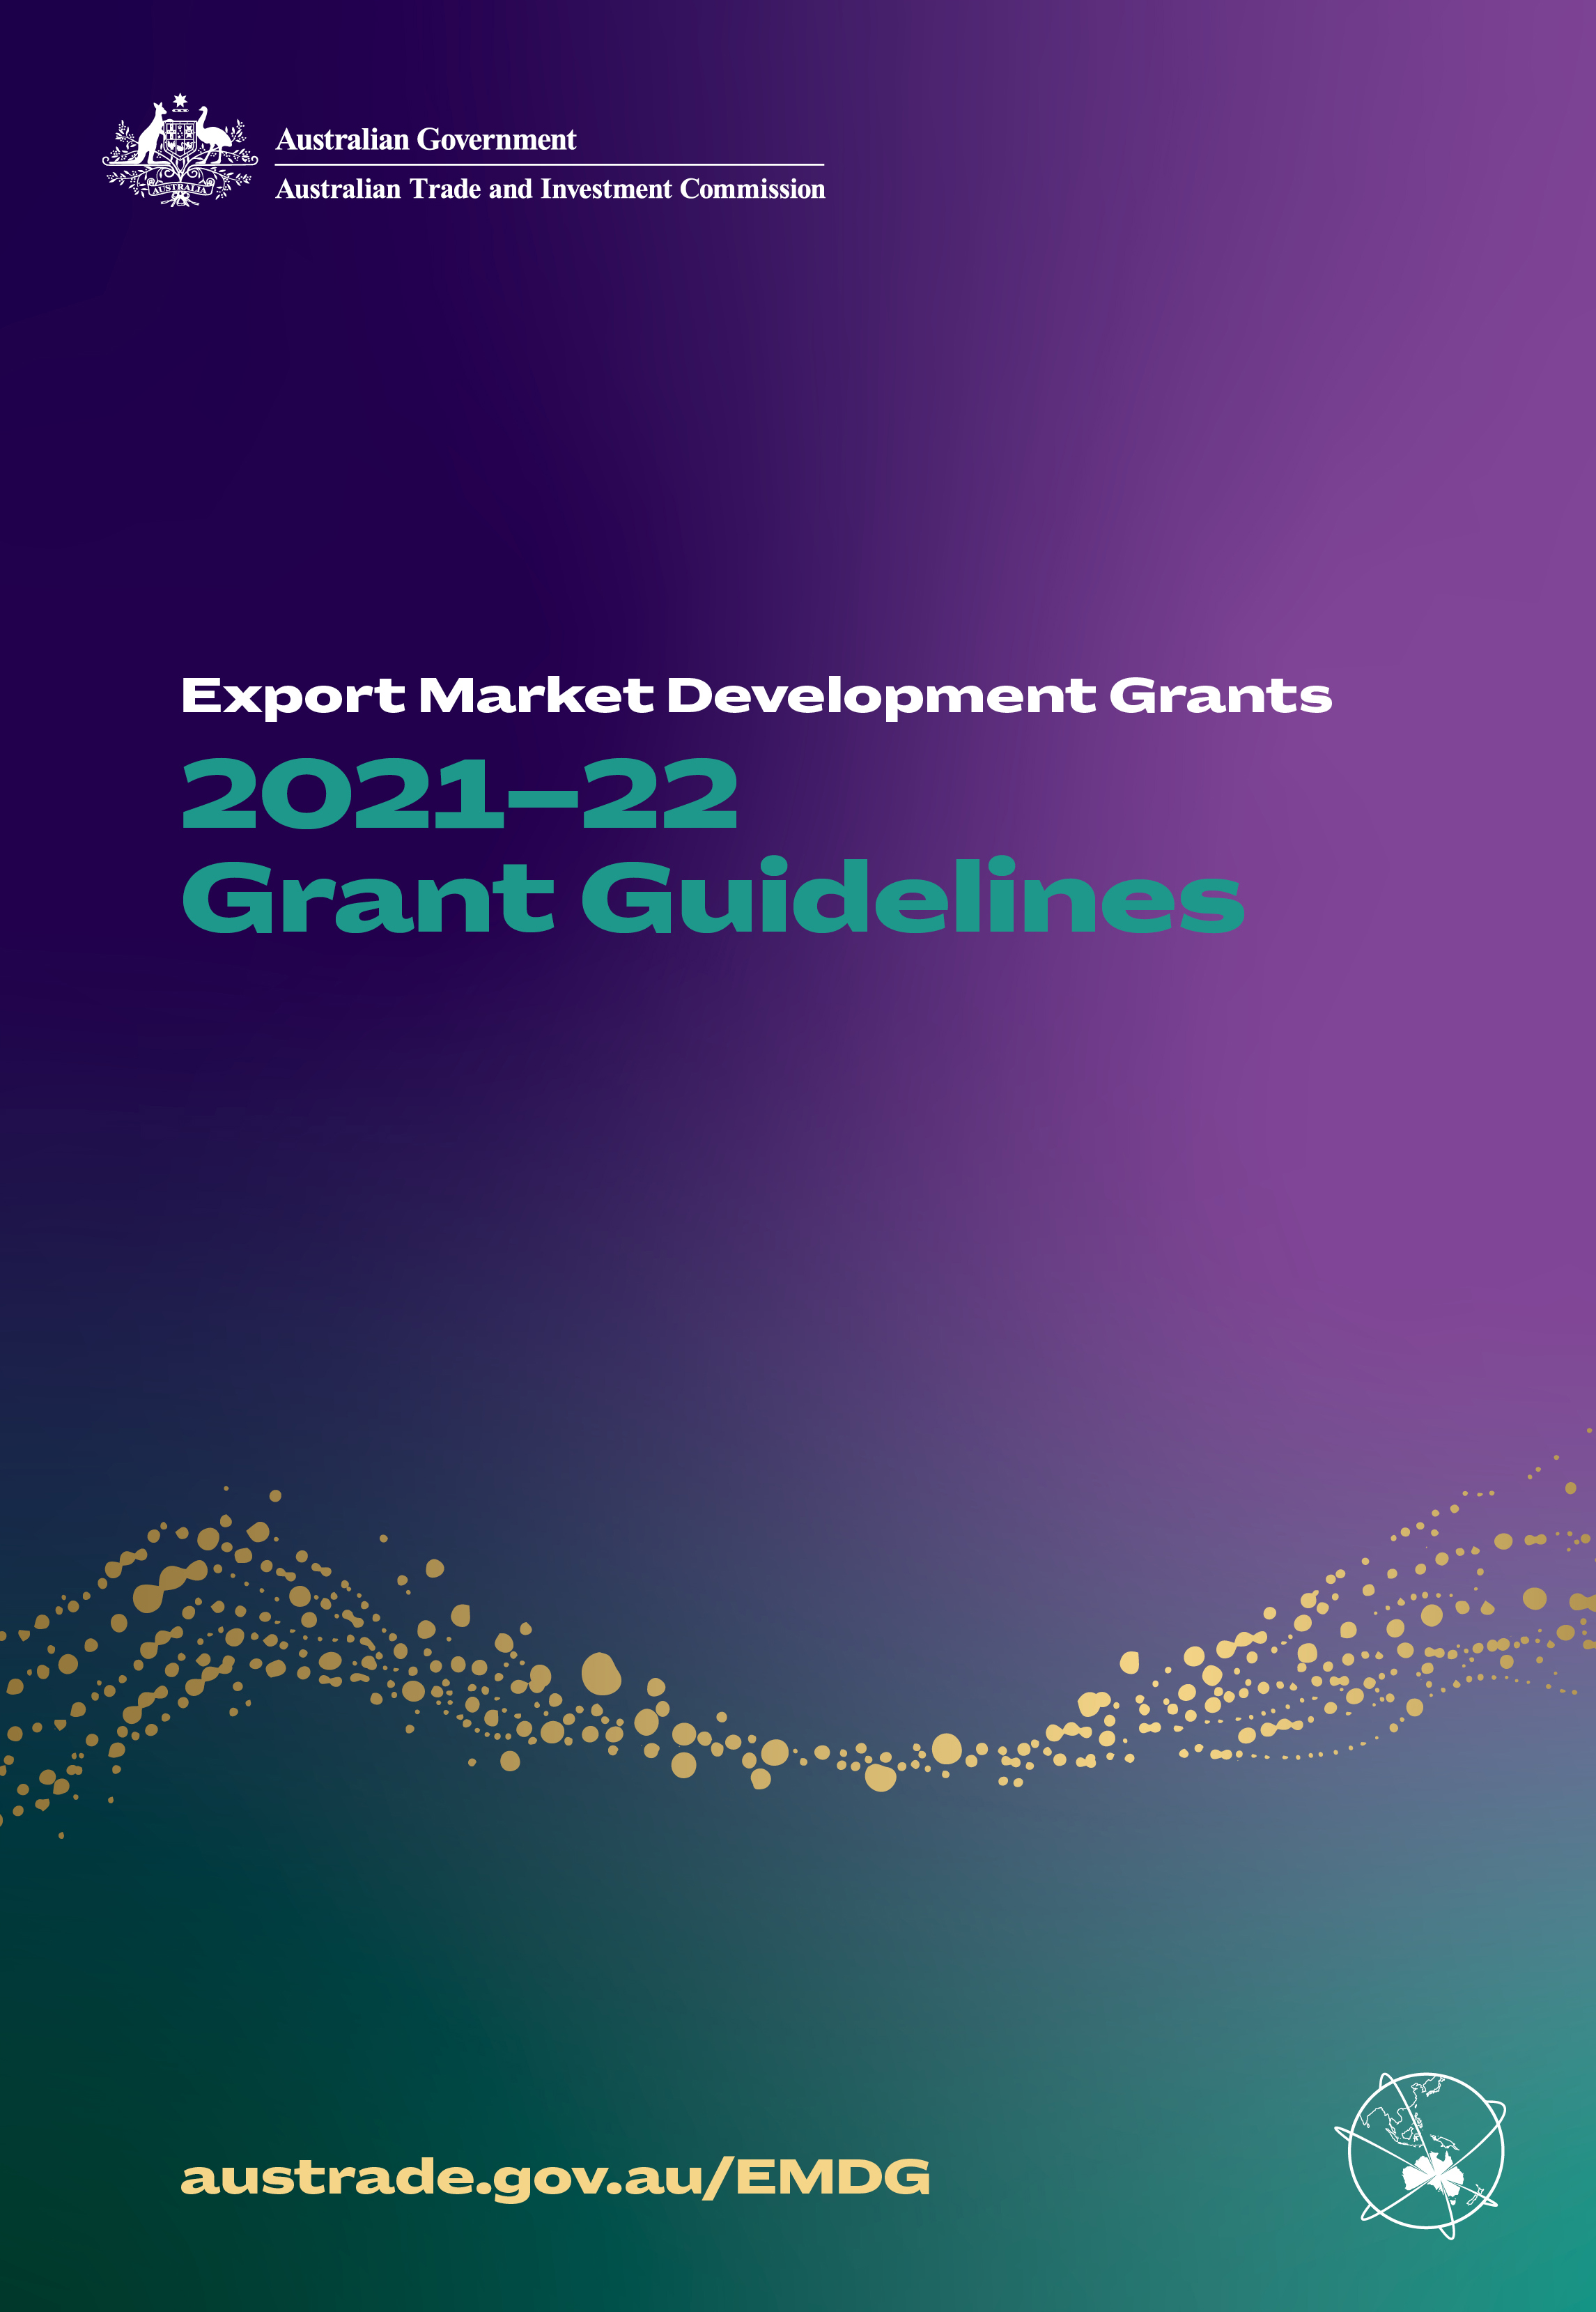 Australian Government
Australian Trade and Investment Commission
AUSTRALIA
Export Market Development Grants
2021–22
Grant Guidelines
austrade.gov.au/EMDG